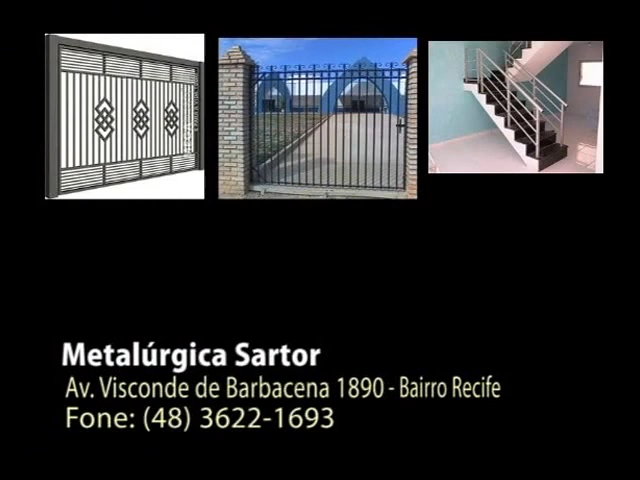 Metalúrgica Sartor
Av. Visconde de Barbacena 1890 - Bairro Recife
Fone: (48) 3622-1693